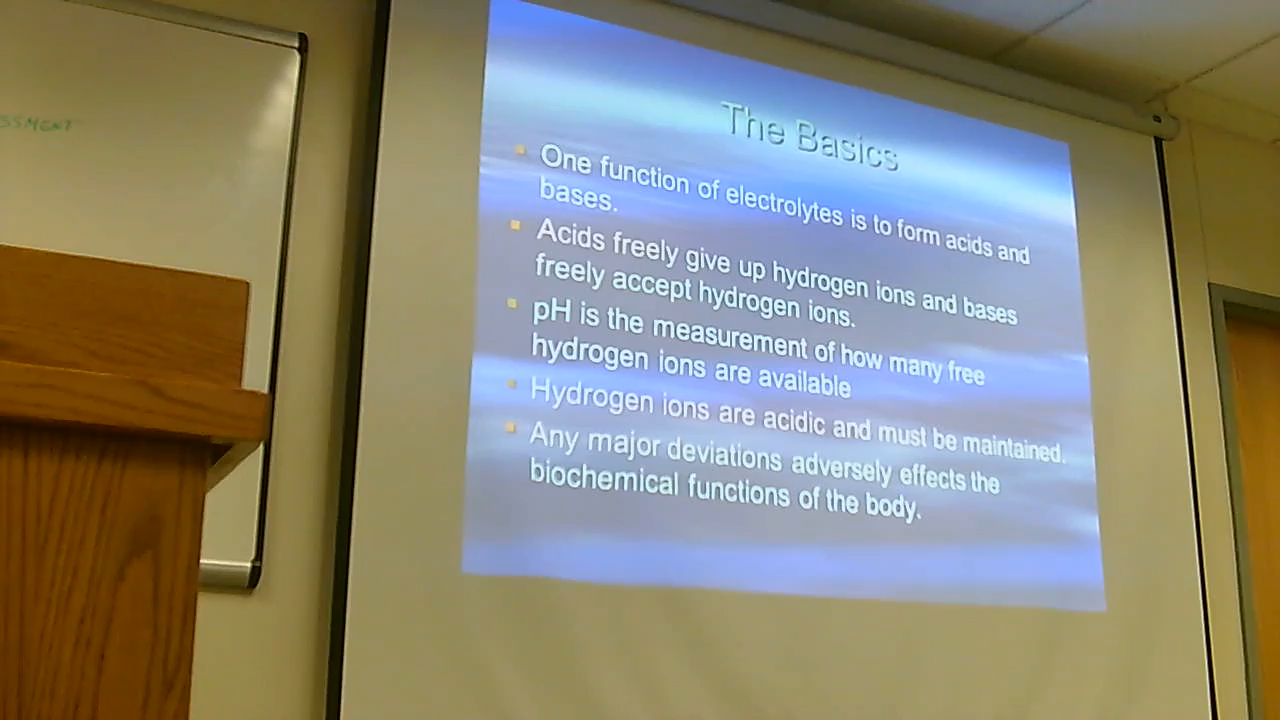 The Basics
One function of electrolytes is to form acids and
bases.
Acids freely give up hydrogen ions and bases
freely accept hydrogen ions.
pH is the measurement of how many free
hydrogen ions are available
Hydrogen ions are acidic and must be maintained.
Any major deviations adversely effects the
biochemical functions of the body.